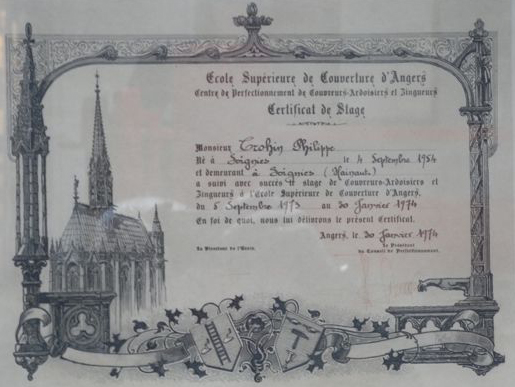 École Supérieure de Couverture d'Angers
Centre de Perfectionnement de Couvreurs-Ardoisiers et Zingueurs
Certificat de Stage
Monsieur Trohin Philippe
Né à Soignies le 4 Septembre 1954
et demeurant à Soignies (Hainaut)
a suivi avec succès le stage de Couvreurs-Ardoisiers et
Zingueurs à l'École Supérieure de Couverture d'Angers,
du 5 Septembre 1973 au 30 Janvier 1974
En foi de quoi, nous lui délivrons le présent Certificat.
Angers, le 30 Janvier 1974
Le Directeur de l'École. Le Président
du Conseil de Perfectionnement.